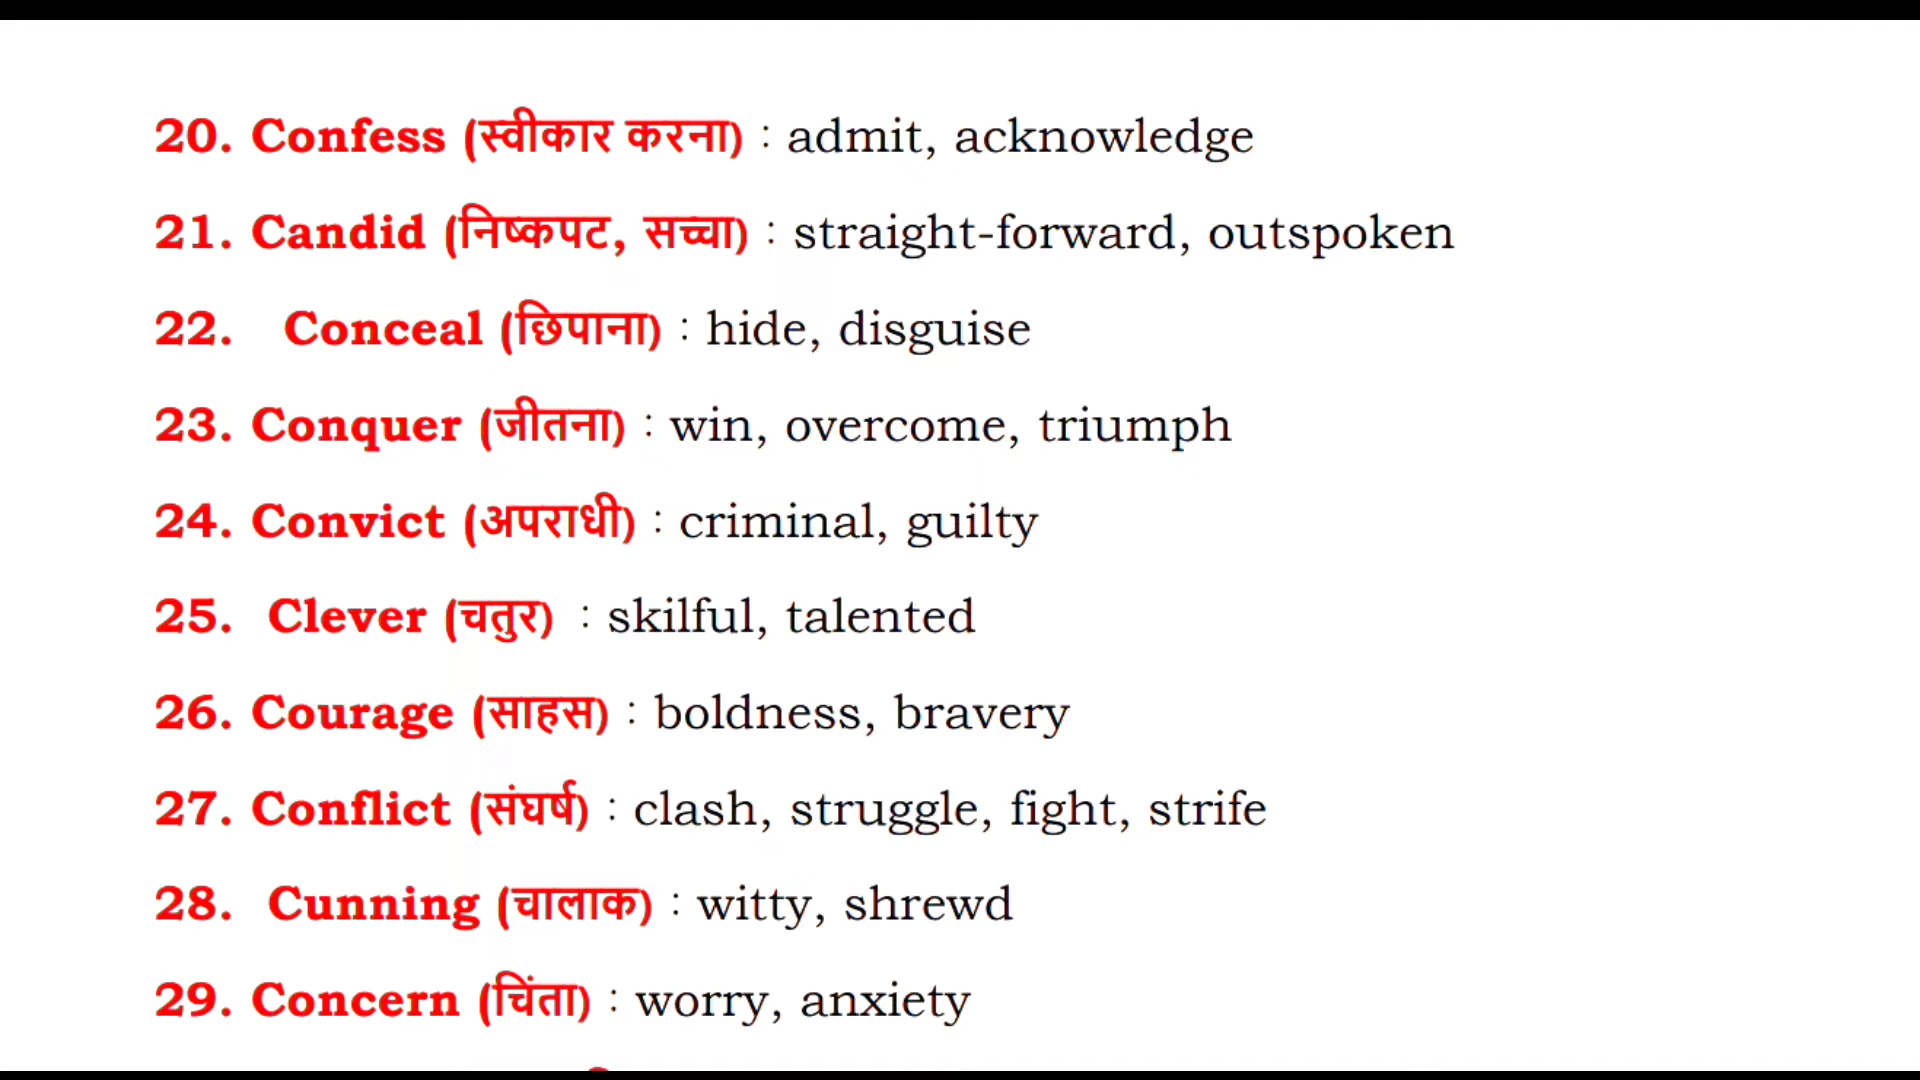 20. Confess (स्वीकार करना) : admit, acknowledge
21. Candid (निष्कपट, सच्चा) : straight-forward, outspoken
22. Conceal (छिपाना) : hide, disguise
23. Conquer (जीतना) : win, overcome, triumph
24. Convict (अपराधी) : criminal, guilty
25. Clever (चतुर) : skilful, talented
26. Courage (साहस) : boldness, bravery
27. Conflict (संघर्ष) : clash, struggle, fight, strife
28. Cunning (चालाक) : witty, shrewd
29. Concern (चिंता) : worry, anxiety